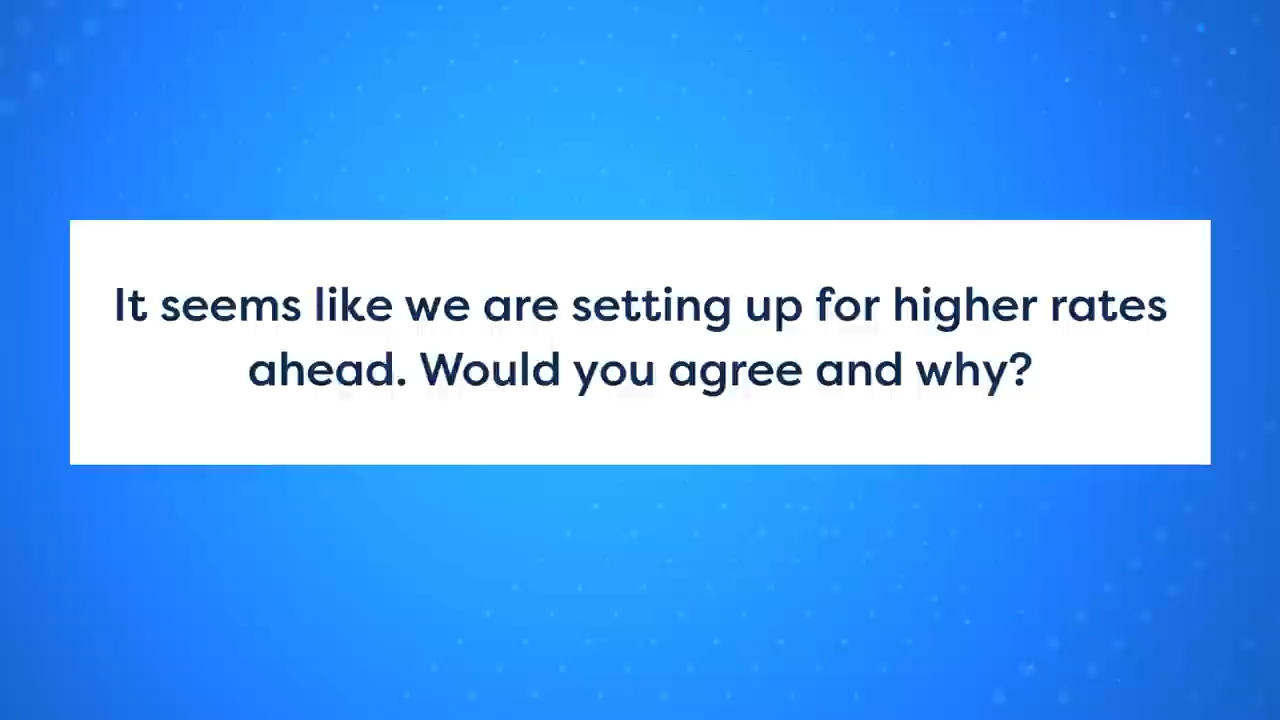 It seems like we are setting up for higher rates
ahead. Would you agree and why?